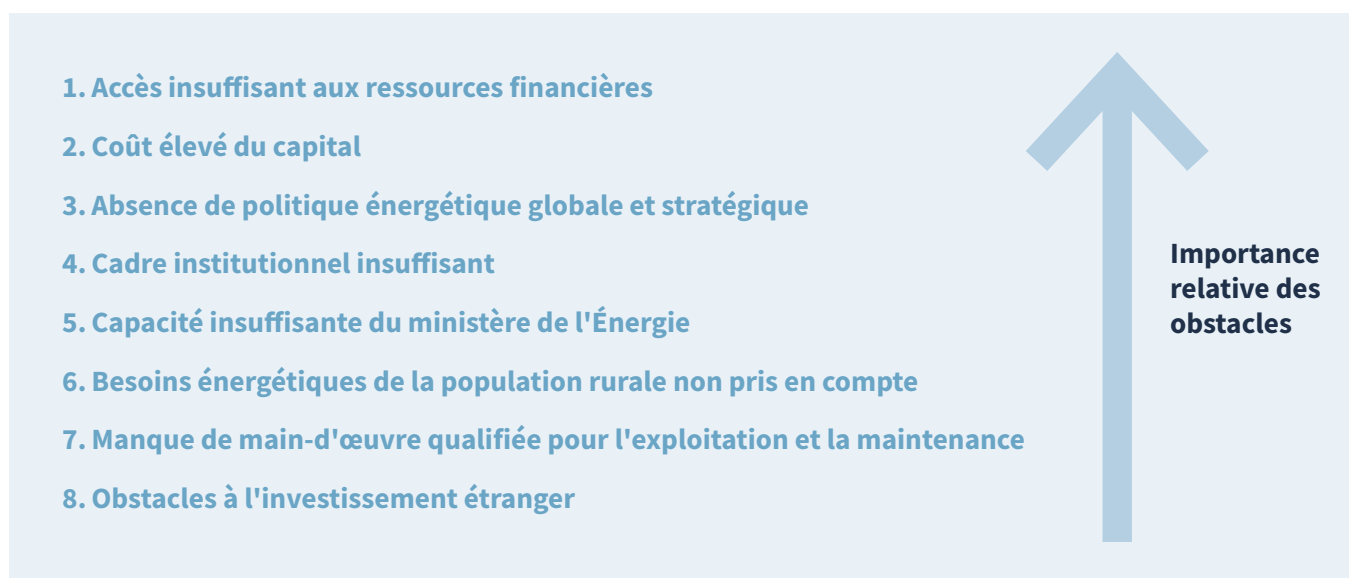 1. Accès insuffisant aux ressources financières
2. Coût élevé du capital
3. Absence de politique énergétique globale et stratégique
4. Cadre institutionnel insuffisant
5. Capacité insuffisante du ministère de l'Énergie
6. Besoins énergétiques de la population rurale non pris en compte
7. Manque de main-d'œuvre qualifiée pour l'exploitation et la maintenance
8. Obstacles à l'investissement étranger
Importance
relative des
obstacles